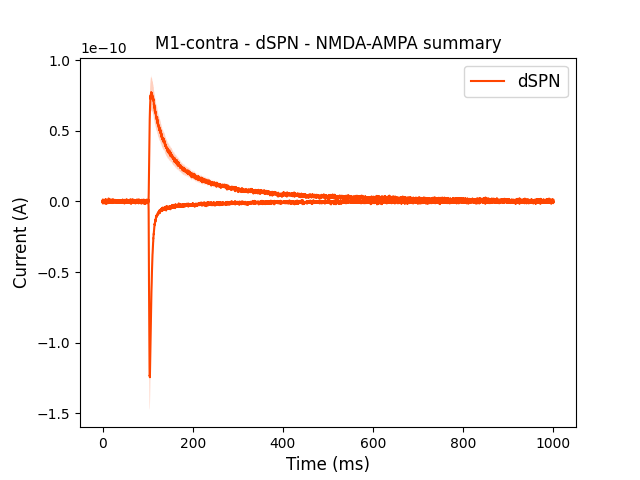 M1-contra - dSPN - NMDA-AMPA summary
1e−10
1.0
0.5
0.0
−0.5
−1.0
−1.5
Current (A)
dSPN
0 200 400 600 800 1000
Time (ms)